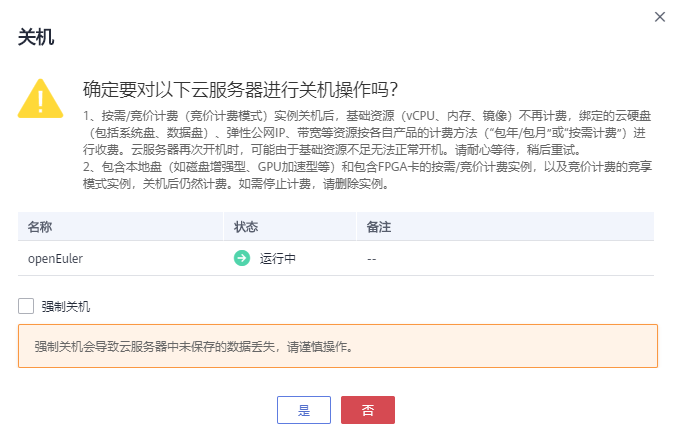 关机
确定要对以下云服务器进行关机操作吗？
1、按需/竞价计费（竞价计费模式）实例关机后，基础资源（vCPU、内存、镜像）不再计费，绑定的云硬盘
（包括系统盘、数据盘）、弹性公网IP、带宽等资源按各自产品的计费方法（“包年/包月”或“按需计费”）进
行收费。云服务器再次开机时，可能由于基础资源不足无法正常开机。请耐心等待，稍后重试。
2、包含本地盘（如磁盘增强型、GPU加速型等）和包含FPGA卡的按需/竞价计费实例，以及竞价计费的竞享
模式实例，关机后仍然计费。如需停止计费，请删除实例。
名称 状态 备注
openEuler 运行中 --
强制关机
强制关机会导致云服务器中未保存的数据丢失，请谨慎操作。
是 否